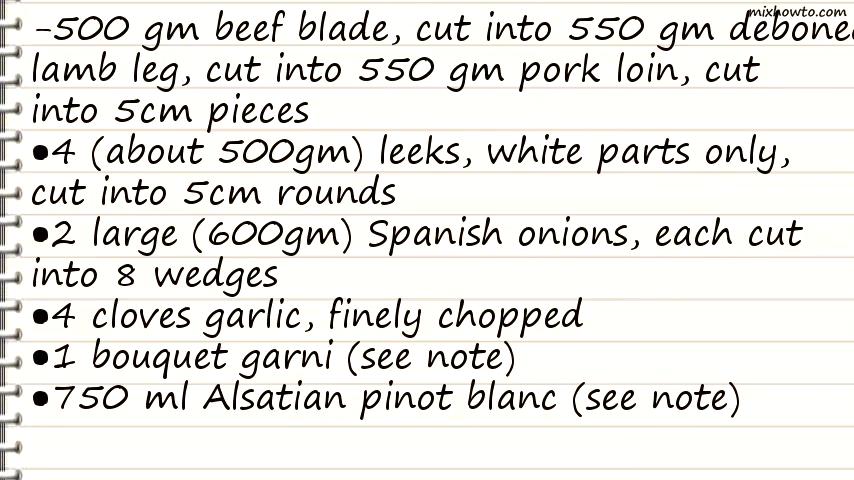 mixhowto.com
-500 gm beef blade, cut into 550 gm deboned
lamb leg, cut into 550 gm pork loin, cut
into 5cm pieces
•4 (about 500gm) leeks, white parts only,
cut into 5cm rounds
•2 large (600gm) Spanish onions, each cut
into 8 wedges
•4 cloves garlic, finely chopped
•1 bouquet garni (see note)
•750 ml Alsatian pinot blanc (see note)